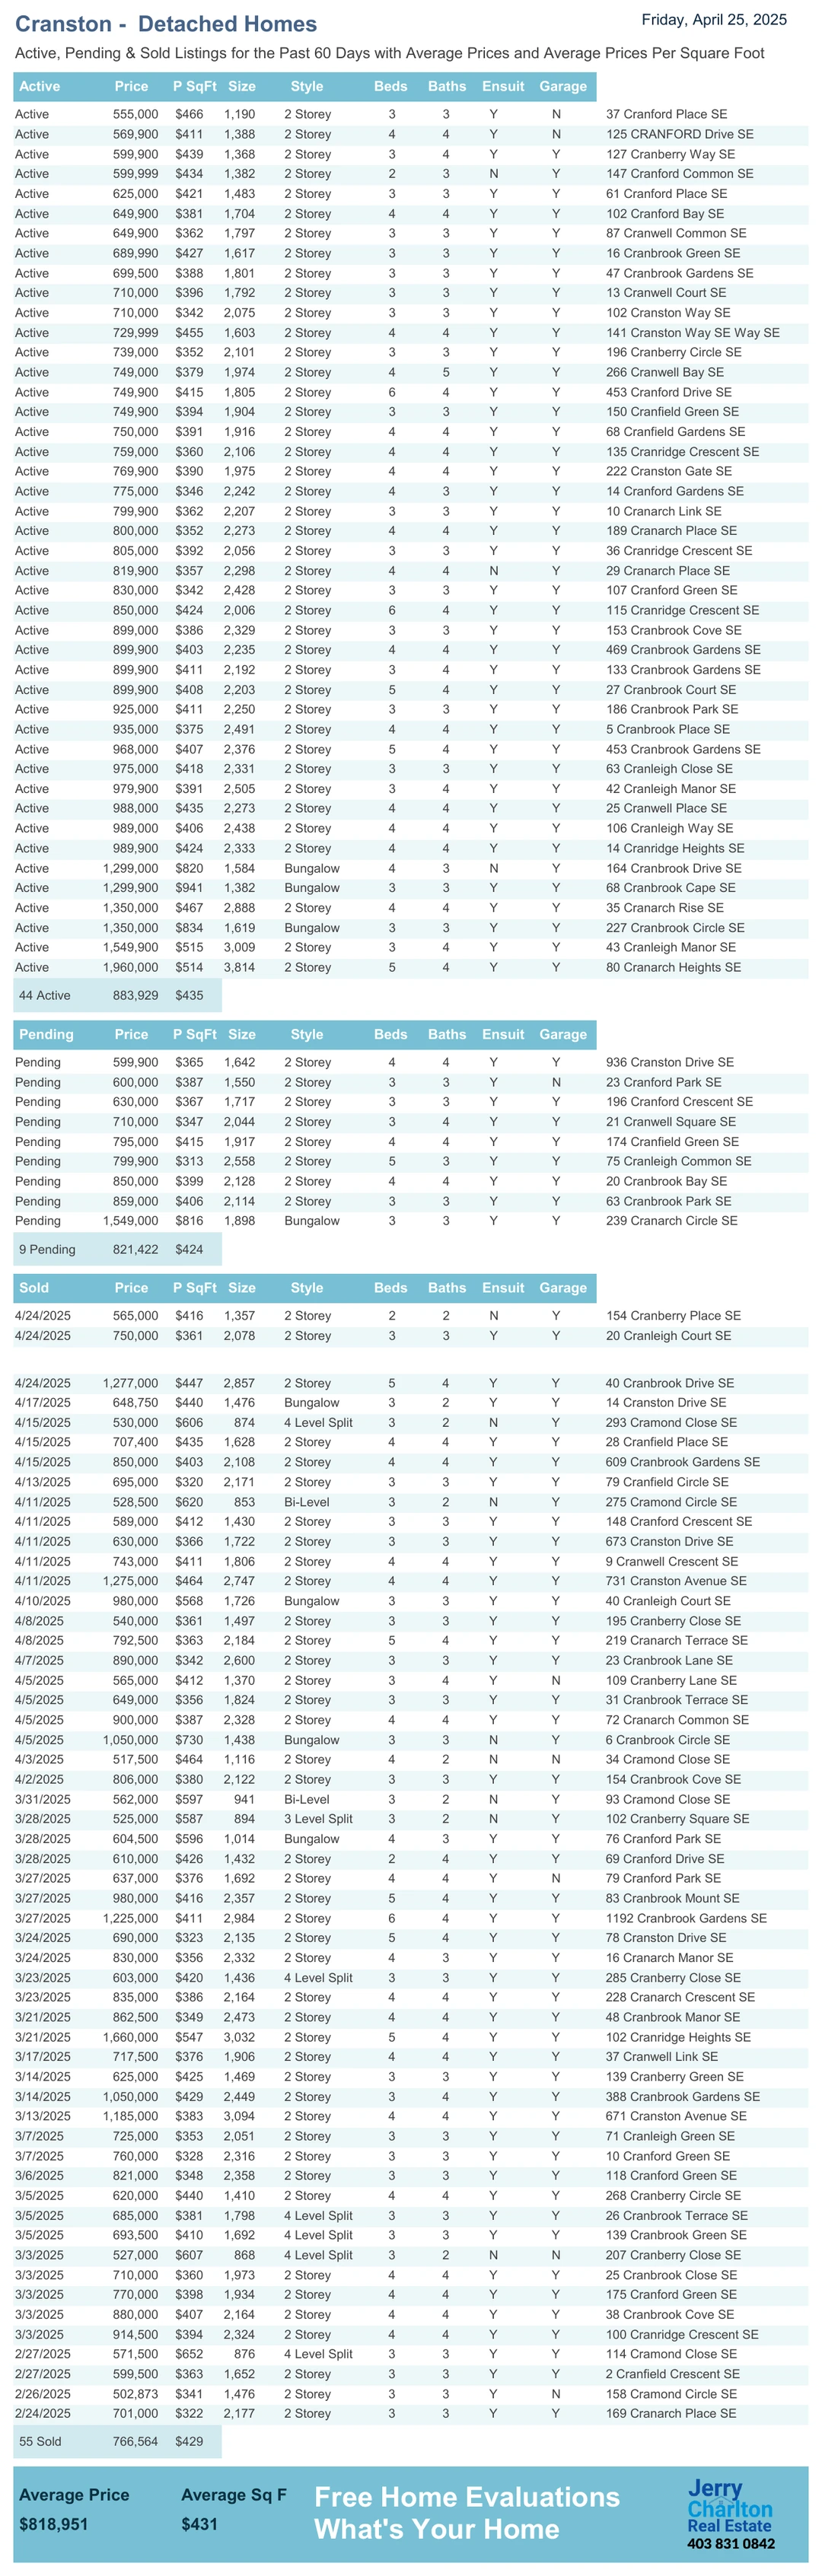 Cranston -  Detached Homes
Friday, April 25, 2025
Active, Pending & Sold Listings for the Past 60 Days with Average Prices and Average Prices Per Square Foot
Active Price P SqFt Size Style Beds Baths Ensuit Garage
Active 555,000 $466 1,190 2 Storey 3 3 Y N 37 Cranford Place SE
Active 569,900 $411 1,388 2 Storey 4 4 Y N 125 CRANFORD Drive SE
Active 599,900 $439 1,368 2 Storey 3 4 Y Y 127 Cranberry Way SE
Active 599,999 $434 1,382 2 Storey 2 3 N Y 147 Cranford Common SE
Active 625,000 $421 1,483 2 Storey 3 3 Y Y 61 Cranford Place SE
Active 649,900 $381 1,704 2 Storey 4 4 Y Y 102 Cranford Bay SE
Active 649,900 $362 1,797 2 Storey 3 3 Y Y 87 Cranwell Common SE
Active 689,990 $427 1,617 2 Storey 3 3 Y Y 16 Cranbrook Green SE
Active 699,500 $388 1,801 2 Storey 3 3 Y Y 47 Cranbrook Gardens SE
Active 710,000 $396 1,792 2 Storey 3 3 Y Y 13 Cranwell Court SE
Active 710,000 $342 2,075 2 Storey 3 3 Y Y 102 Cranston Way SE
Active 729,999 $455 1,603 2 Storey 4 4 Y Y 141 Cranston Way SE Way SE
Active 739,000 $352 2,101 2 Storey 3 3 Y Y 196 Cranberry Circle SE
Active 749,000 $379 1,974 2 Storey 4 5 Y Y 266 Cranwell Bay SE
Active 749,900 $415 1,805 2 Storey 6 4 Y Y 453 Cranford Drive SE
Active 749,900 $394 1,904 2 Storey 3 3 Y Y 150 Cranfield Green SE
Active 750,000 $391 1,916 2 Storey 4 4 Y Y 68 Cranfield Gardens SE
Active 759,000 $360 2,106 2 Storey 4 4 Y Y 135 Cranridge Crescent SE
Active 769,900 $390 1,975 2 Storey 4 4 Y Y 222 Cranston Gate SE
Active 775,000 $346 2,242 2 Storey 4 3 Y Y 14 Cranford Gardens SE
Active 799,900 $362 2,207 2 Storey 3 3 Y Y 10 Cranarch Link SE
Active 800,000 $352 2,273 2 Storey 4 4 Y Y 189 Cranarch Place SE
Active 805,000 $392 2,056 2 Storey 3 3 Y Y 36 Cranridge Crescent SE
Active 819,900 $357 2,298 2 Storey 4 4 N Y 29 Cranarch Place SE
Active 830,000 $342 2,428 2 Storey 3 3 Y Y 107 Cranford Green SE
Active 850,000 $424 2,006 2 Storey 6 4 Y Y 115 Cranridge Crescent SE
Active 899,000 $386 2,329 2 Storey 3 3 Y Y 153 Cranbrook Cove SE
Active 899,900 $403 2,235 2 Storey 4 4 Y Y 469 Cranbrook Gardens SE
Active 899,900 $411 2,192 2 Storey 3 4 Y Y 133 Cranbrook Gardens SE
Active 899,900 $408 2,203 2 Storey 5 4 Y Y 27 Cranbrook Court SE
Active 925,000 $411 2,250 2 Storey 3 3 Y Y 186 Cranbrook Park SE
Active 935,000 $375 2,491 2 Storey 4 4 Y Y 5 Cranbrook Place SE
Active 968,000 $407 2,376 2 Storey 5 4 Y Y 453 Cranbrook Gardens SE
Active 975,000 $418 2,331 2 Storey 3 3 Y Y 63 Cranleigh Close SE
Active 979,900 $391 2,505 2 Storey 3 4 Y Y 42 Cranleigh Manor SE
Active 988,000 $435 2,273 2 Storey 4 4 Y Y 25 Cranwell Place SE
Active 989,000 $406 2,438 2 Storey 4 4 Y Y 106 Cranleigh Way SE
Active 989,900 $424 2,333 2 Storey 4 4 Y Y 14 Cranridge Heights SE
Active 1,299,000 $820 1,584 Bungalow 4 3 N Y 164 Cranbrook Drive SE
Active 1,299,900 $941 1,382 Bungalow 3 3 Y Y 68 Cranbrook Cape SE
Active 1,350,000 $467 2,888 2 Storey 4 4 Y Y 35 Cranarch Rise SE
Active 1,350,000 $834 1,619 Bungalow 3 3 Y Y 227 Cranbrook Circle SE
Active 1,549,900 $515 3,009 2 Storey 3 4 Y Y 43 Cranleigh Manor SE
Active 1,960,000 $514 3,814 2 Storey 5 4 Y Y 80 Cranarch Heights SE
44 Active 883,929 $435
Pending Price P SqFt Size Style Beds Baths Ensuit Garage
Pending 599,900 $365 1,642 2 Storey 4 4 Y Y 936 Cranston Drive SE
Pending 600,000 $387 1,550 2 Storey 3 3 Y N 23 Cranford Park SE
Pending 630,000 $367 1,717 2 Storey 3 3 Y Y 196 Cranford Crescent SE
Pending 710,000 $347 2,044 2 Storey 3 4 Y Y 21 Cranwell Square SE
Pending 795,000 $415 1,917 2 Storey 4 4 Y Y 174 Cranfield Green SE
Pending 799,900 $313 2,558 2 Storey 5 3 Y Y 75 Cranleigh Common SE
Pending 850,000 $399 2,128 2 Storey 4 4 Y Y 20 Cranbrook Bay SE
Pending 859,000 $406 2,114 2 Storey 3 3 Y Y 63 Cranbrook Park SE
Pending 1,549,000 $816 1,898 Bungalow 3 3 Y Y 239 Cranarch Circle SE
9 Pending 821,422 $424
Sold Price P SqFt Size Style Beds Baths Ensuit Garage
4/24/2025 565,000 $416 1,357 2 Storey 2 2 N Y 154 Cranberry Place SE
4/24/2025 750,000 $361 2,078 2 Storey 3 3 Y Y 20 Cranleigh Court SE
4/24/2025 1,277,000 $447 2,857 2 Storey 5 4 Y Y 40 Cranbrook Drive SE
4/17/2025 648,750 $440 1,476 Bungalow 3 2 Y Y 14 Cranston Drive SE
4/15/2025 530,000 $606 874 4 Level Split 3 2 N Y 293 Cramond Close SE
4/15/2025 707,400 $435 1,628 2 Storey 4 4 Y Y 28 Cranfield Place SE
4/15/2025 850,000 $403 2,108 2 Storey 4 4 Y Y 609 Cranbrook Gardens SE
4/13/2025 695,000 $320 2,171 2 Storey 3 3 Y Y 79 Cranfield Circle SE
4/11/2025 528,500 $620 853 Bi-Level 3 2 N Y 275 Cramond Circle SE
4/11/2025 589,000 $412 1,430 2 Storey 3 3 Y Y 148 Cranford Crescent SE
4/11/2025 630,000 $366 1,722 2 Storey 3 3 Y Y 673 Cranston Drive SE
4/11/2025 743,000 $411 1,806 2 Storey 4 4 Y Y 9 Cranwell Crescent SE
4/11/2025 1,275,000 $464 2,747 2 Storey 4 4 Y Y 731 Cranston Avenue SE
4/10/2025 980,000 $568 1,726 Bungalow 3 3 Y Y 40 Cranleigh Court SE
4/8/2025 540,000 $361 1,497 2 Storey 3 3 Y Y 195 Cranberry Close SE
4/8/2025 792,500 $363 2,184 2 Storey 5 4 Y Y 219 Cranarch Terrace SE
4/7/2025 890,000 $342 2,600 2 Storey 3 3 Y Y 23 Cranbrook Lane SE
4/5/2025 565,000 $412 1,370 2 Storey 3 4 Y N 109 Cranberry Lane SE
4/5/2025 649,000 $356 1,824 2 Storey 3 3 Y Y 31 Cranbrook Terrace SE
4/5/2025 900,000 $387 2,328 2 Storey 4 4 Y Y 72 Cranarch Common SE
4/5/2025 1,050,000 $730 1,438 Bungalow 3 3 N Y 6 Cranbrook Circle SE
4/3/2025 517,500 $464 1,116 2 Storey 4 2 N N 34 Cramond Close SE
4/2/2025 806,000 $380 2,122 2 Storey 3 3 Y Y 154 Cranbrook Cove SE
3/31/2025 562,000 $597 941 Bi-Level 3 2 N Y 93 Cramond Close SE
3/28/2025 525,000 $587 894 3 Level Split 3 2 N Y 102 Cranberry Square SE
3/28/2025 604,500 $596 1,014 Bungalow 4 3 Y Y 76 Cranford Park SE
3/28/2025 610,000 $426 1,432 2 Storey 2 4 Y Y 69 Cranford Drive SE
3/27/2025 637,000 $376 1,692 2 Storey 4 4 Y N 79 Cranford Park SE
3/27/2025 980,000 $416 2,357 2 Storey 5 4 Y Y 83 Cranbrook Mount SE
3/27/2025 1,225,000 $411 2,984 2 Storey 6 4 Y Y 1192 Cranbrook Gardens SE
3/24/2025 690,000 $323 2,135 2 Storey 5 4 Y Y 78 Cranston Drive SE
3/24/2025 830,000 $356 2,332 2 Storey 4 3 Y Y 16 Cranarch Manor SE
3/23/2025 603,000 $420 1,436 4 Level Split 3 3 Y Y 285 Cranberry Close SE
3/23/2025 835,000 $386 2,164 2 Storey 4 4 Y Y 228 Cranarch Crescent SE
3/21/2025 862,500 $349 2,473 2 Storey 4 4 Y Y 48 Cranbrook Manor SE
3/21/2025 1,660,000 $547 3,032 2 Storey 5 4 Y Y 102 Cranridge Heights SE
3/17/2025 717,500 $376 1,906 2 Storey 4 4 Y Y 37 Cranwell Link SE
3/14/2025 625,000 $425 1,469 2 Storey 3 3 Y Y 139 Cranberry Green SE
3/14/2025 1,050,000 $429 2,449 2 Storey 3 4 Y Y 388 Cranbrook Gardens SE
3/13/2025 1,185,000 $383 3,094 2 Storey 4 4 Y Y 671 Cranston Avenue SE
3/7/2025 725,000 $353 2,051 2 Storey 3 3 Y Y 71 Cranleigh Green SE
3/7/2025 760,000 $328 2,316 2 Storey 3 3 Y Y 10 Cranford Green SE
3/6/2025 821,000 $348 2,358 2 Storey 3 3 Y Y 118 Cranford Green SE
3/5/2025 620,000 $440 1,410 2 Storey 4 4 Y Y 268 Cranberry Circle SE
3/5/2025 685,000 $381 1,798 4 Level Split 3 3 Y Y 26 Cranbrook Terrace SE
3/5/2025 693,500 $410 1,692 4 Level Split 3 3 Y Y 139 Cranbrook Green SE
3/3/2025 527,000 $607 868 4 Level Split 3 2 N N 207 Cranberry Close SE
3/3/2025 710,000 $360 1,973 2 Storey 4 4 Y Y 25 Cranbrook Close SE
3/3/2025 770,000 $398 1,934 2 Storey 4 4 Y Y 175 Cranford Green SE
3/3/2025 880,000 $407 2,164 2 Storey 4 4 Y Y 38 Cranbrook Cove SE
3/3/2025 914,500 $394 2,324 2 Storey 4 4 Y Y 100 Cranridge Crescent SE
2/27/2025 571,500 $652 876 4 Level Split 3 3 Y Y 114 Cramond Close SE
2/27/2025 599,500 $363 1,652 2 Storey 3 3 Y Y 2 Cranfield Crescent SE
2/26/2025 502,873 $341 1,476 2 Storey 3 3 Y N 158 Cramond Circle SE
2/24/2025 701,000 $322 2,177 2 Storey 3 3 Y Y 169 Cranarch Place SE
55 Sold 766,564 $429
Average Price Average Sq F
$818,951 $431
Free Home Evaluations
What's Your Home
Jerry
Charlton
Real Estate
403 831 0842